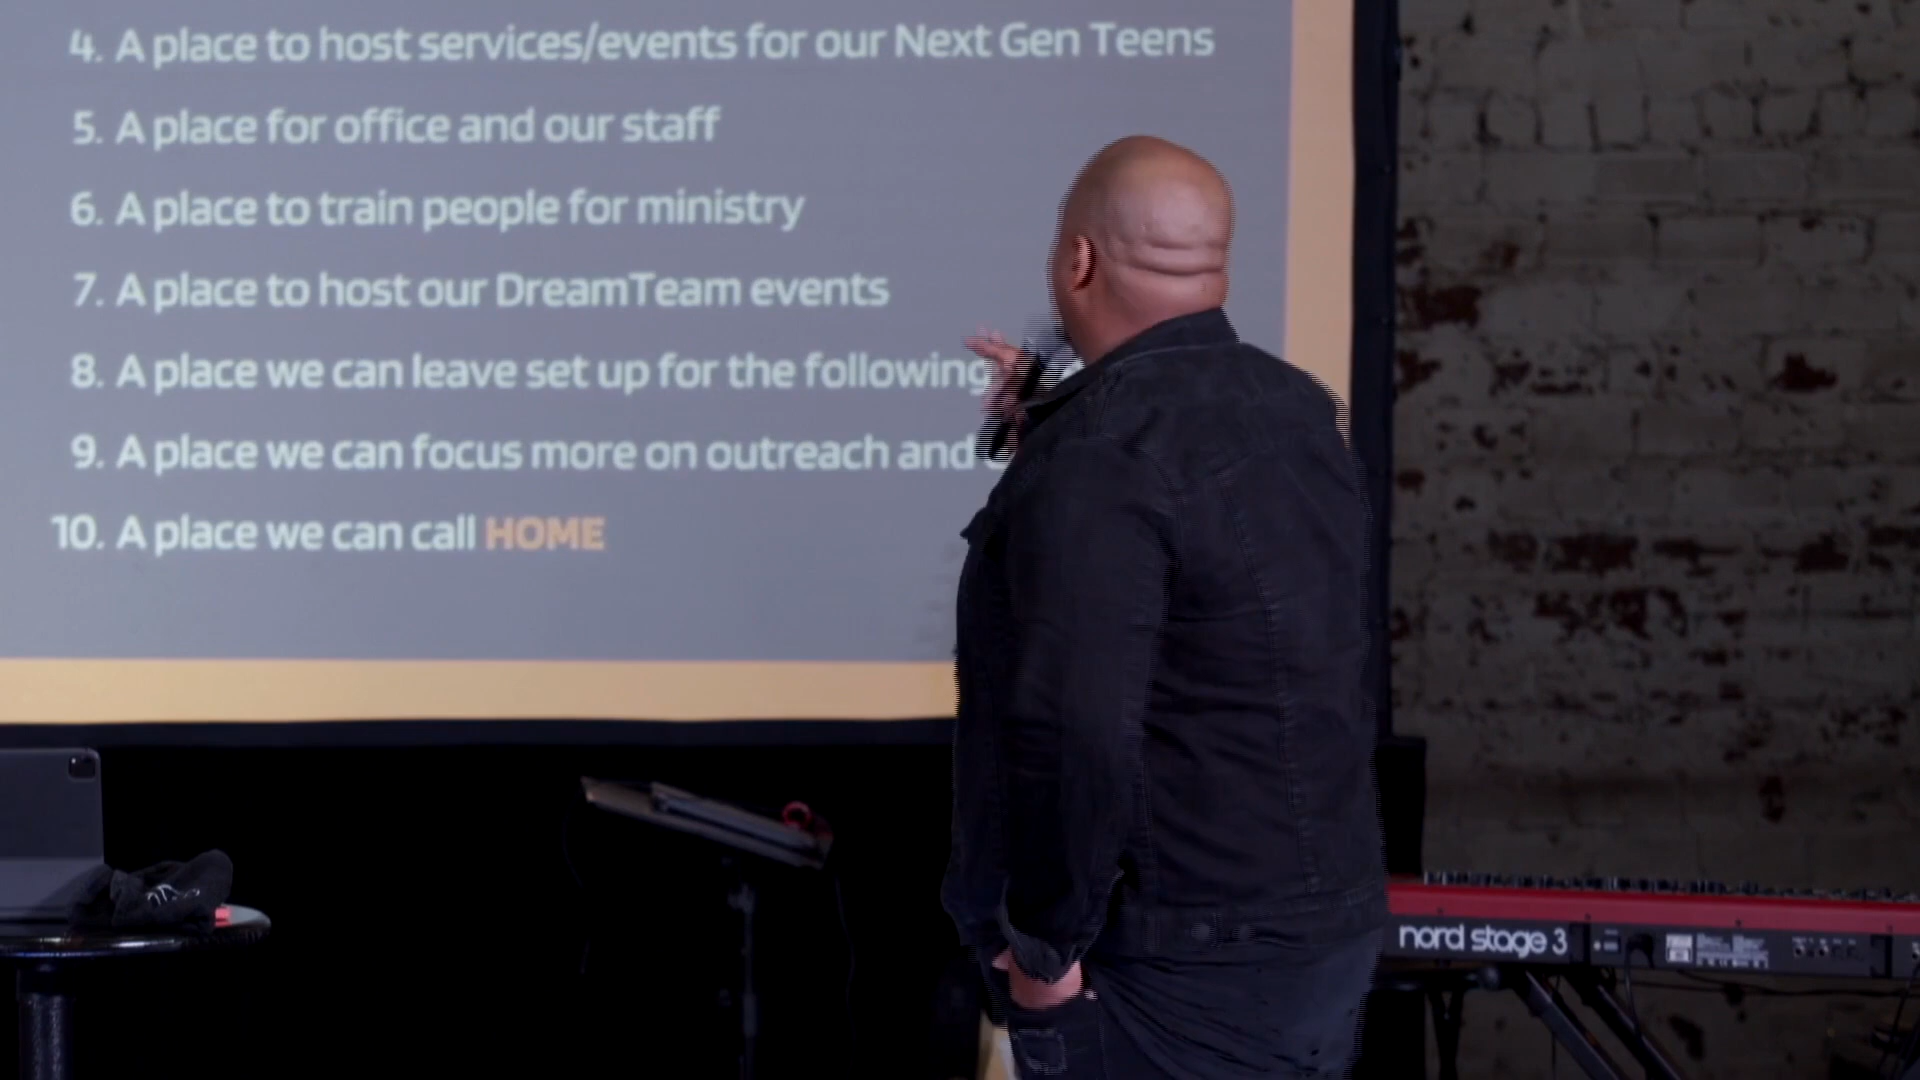 4. A place to host services/events for our Next Gen Teens
5. A place for office and our staff
6. A place to train people for ministry
7. A place to host our DreamTeam events
8. A place we can leave set up for the following
9. A place we can focus more on outreach and
10. A place we can call HOME
nord stage 3